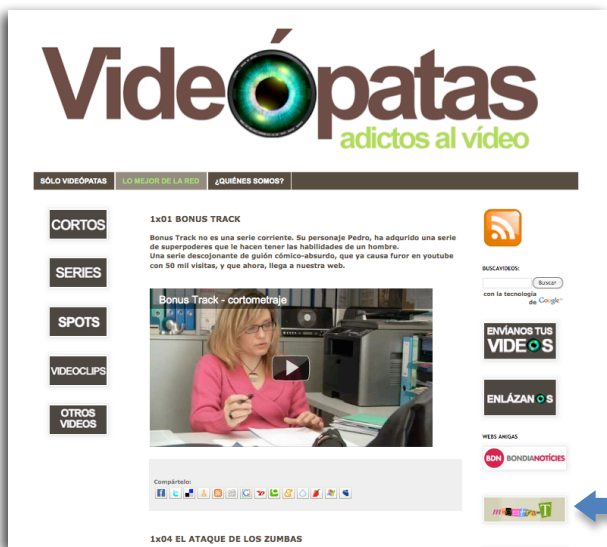 Videópatas
adictos al vídeo
SÓLO VIDEÓPATAS
LO MEJOR DE LA RED
¿QUIÉNES SOMOS?
CORTOS
SERIES
SPOTS
VIDEOCLIPS
OTROS
VIDEOS
1x01 BONUS TRACK
Bonus Track no es una serie corriente. Su personaje Pedro, ha adqurido una serie
de superpoderes que le hacen tener las habilidades de un hombre.
Una serie descojonante de guión cómico-absurdo, que ya causa furor en youtube
con 50 mil visitas, y que ahora, llega a nuestra web.
Bonus Track - cortometraje
Compártelo:
1x04 EL ATAQUE DE LOS ZUMBAS
BUSCAVIDEOS:
Buscar
con la tecnología
de Google™
ENVÍANOS TUS
VIDEOS
ENLÁZANOS
WEBS AMIGAS
BDN BONDIANOTÍCIES